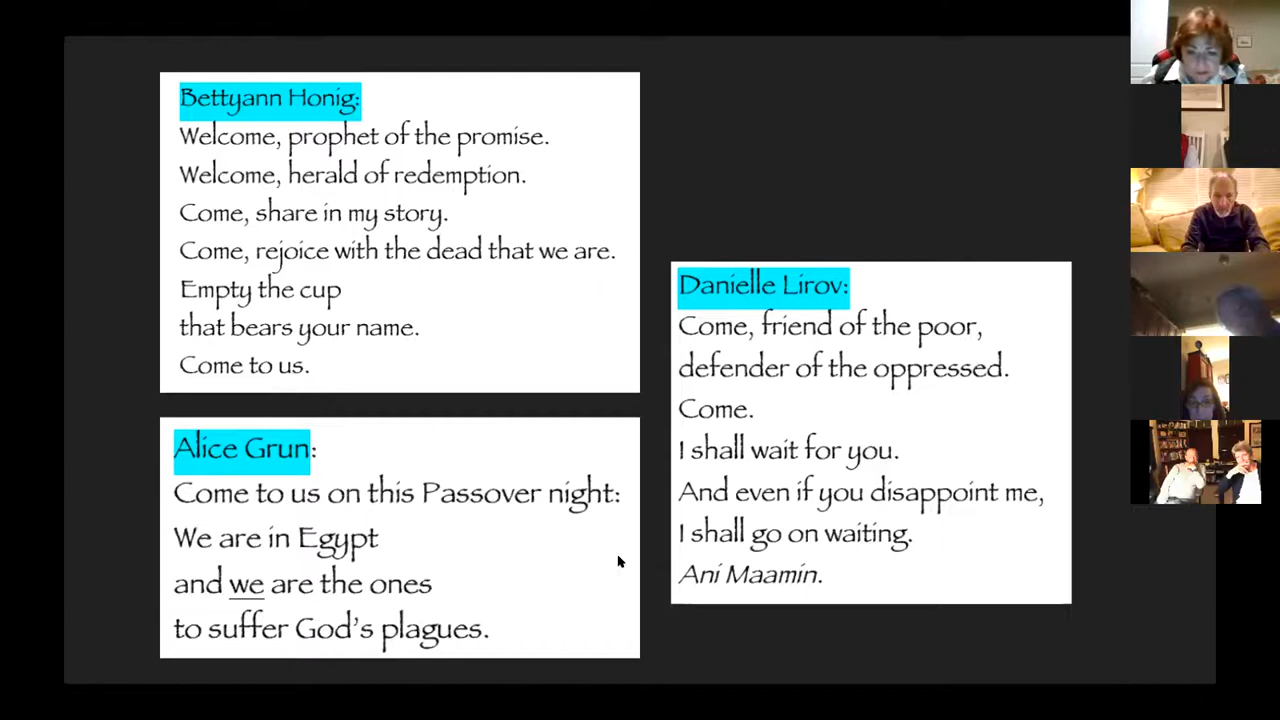 Bettyann Honig:
Welcome, prophet of the promise.
Welcome, herald of redemption.
Come, share in my story.
Come, rejoice with the dead that we are.
Empty the cup
that bears your name.
Come to us.
Alice Grun:
Come to us on this Passover night:
We are in Egypt
and we are the ones
to suffer God's plagues.
Danielle Lirov:
Come, friend of the poor,
defender of the oppressed.
Come.
I shall wait for you.
And even if you disappoint me,
I shall go on waiting.
Ani Maamin.